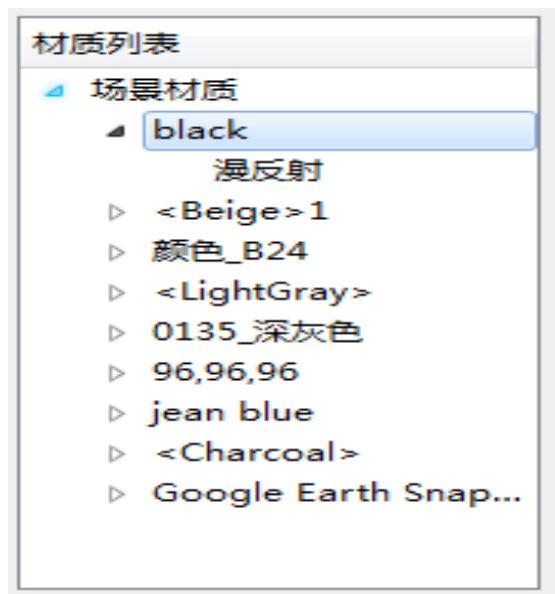 材质列表
场景材质
black
漫反射
<Beige>1
颜色_B24
<LightGray>
0135_深灰色
96,96,96
jean blue
<Charcoal>
Google Earth Snap...